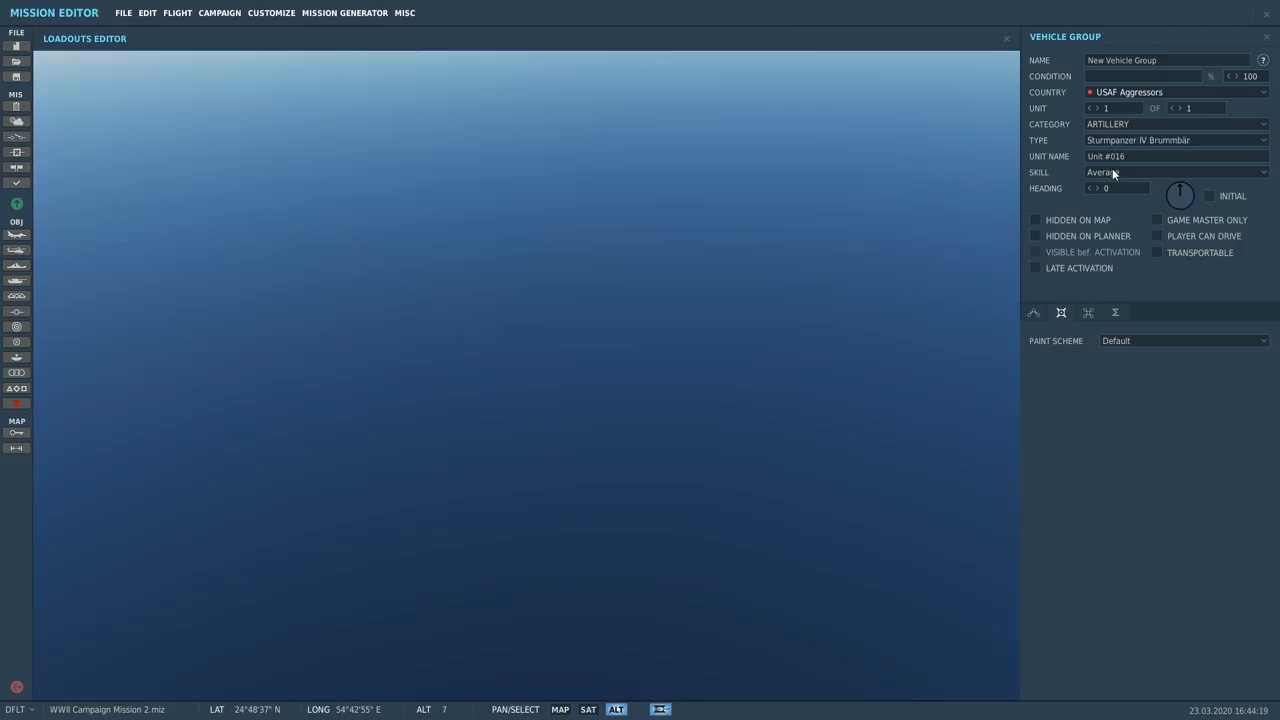 MISSION EDITOR FILE EDIT FLIGHT CAMPAIGN CUSTOMIZE MISSION GENERATOR MISC
FILE
MIS
OBJ
MAP
LOADOUTS EDITOR
VEHICLE GROUP
NAME New Vehicle Group ?
CONDITION % < > 100
COUNTRY USAF Aggressors
UNIT < > 1 OF < > 1
CATEGORY ARTILLERY
TYPE Sturmpanzer IV Brummbär
UNIT NAME Unit #016
SKILL Average
HEADING < > 0 INITIAL
HIDDEN ON MAP GAME MASTER ONLY
HIDDEN ON PLANNER PLAYER CAN DRIVE
VISIBLE bef. ACTIVATION TRANSPORTABLE
LATE ACTIVATION
Σ
PAINT SCHEME Default
DFLT WWII Campaign Mission 2.miz LAT 24°48'37" N LONG 54°42'55" E ALT 7 PAN/SELECT MAP SAT ALT 23.03.2020 16:44:19